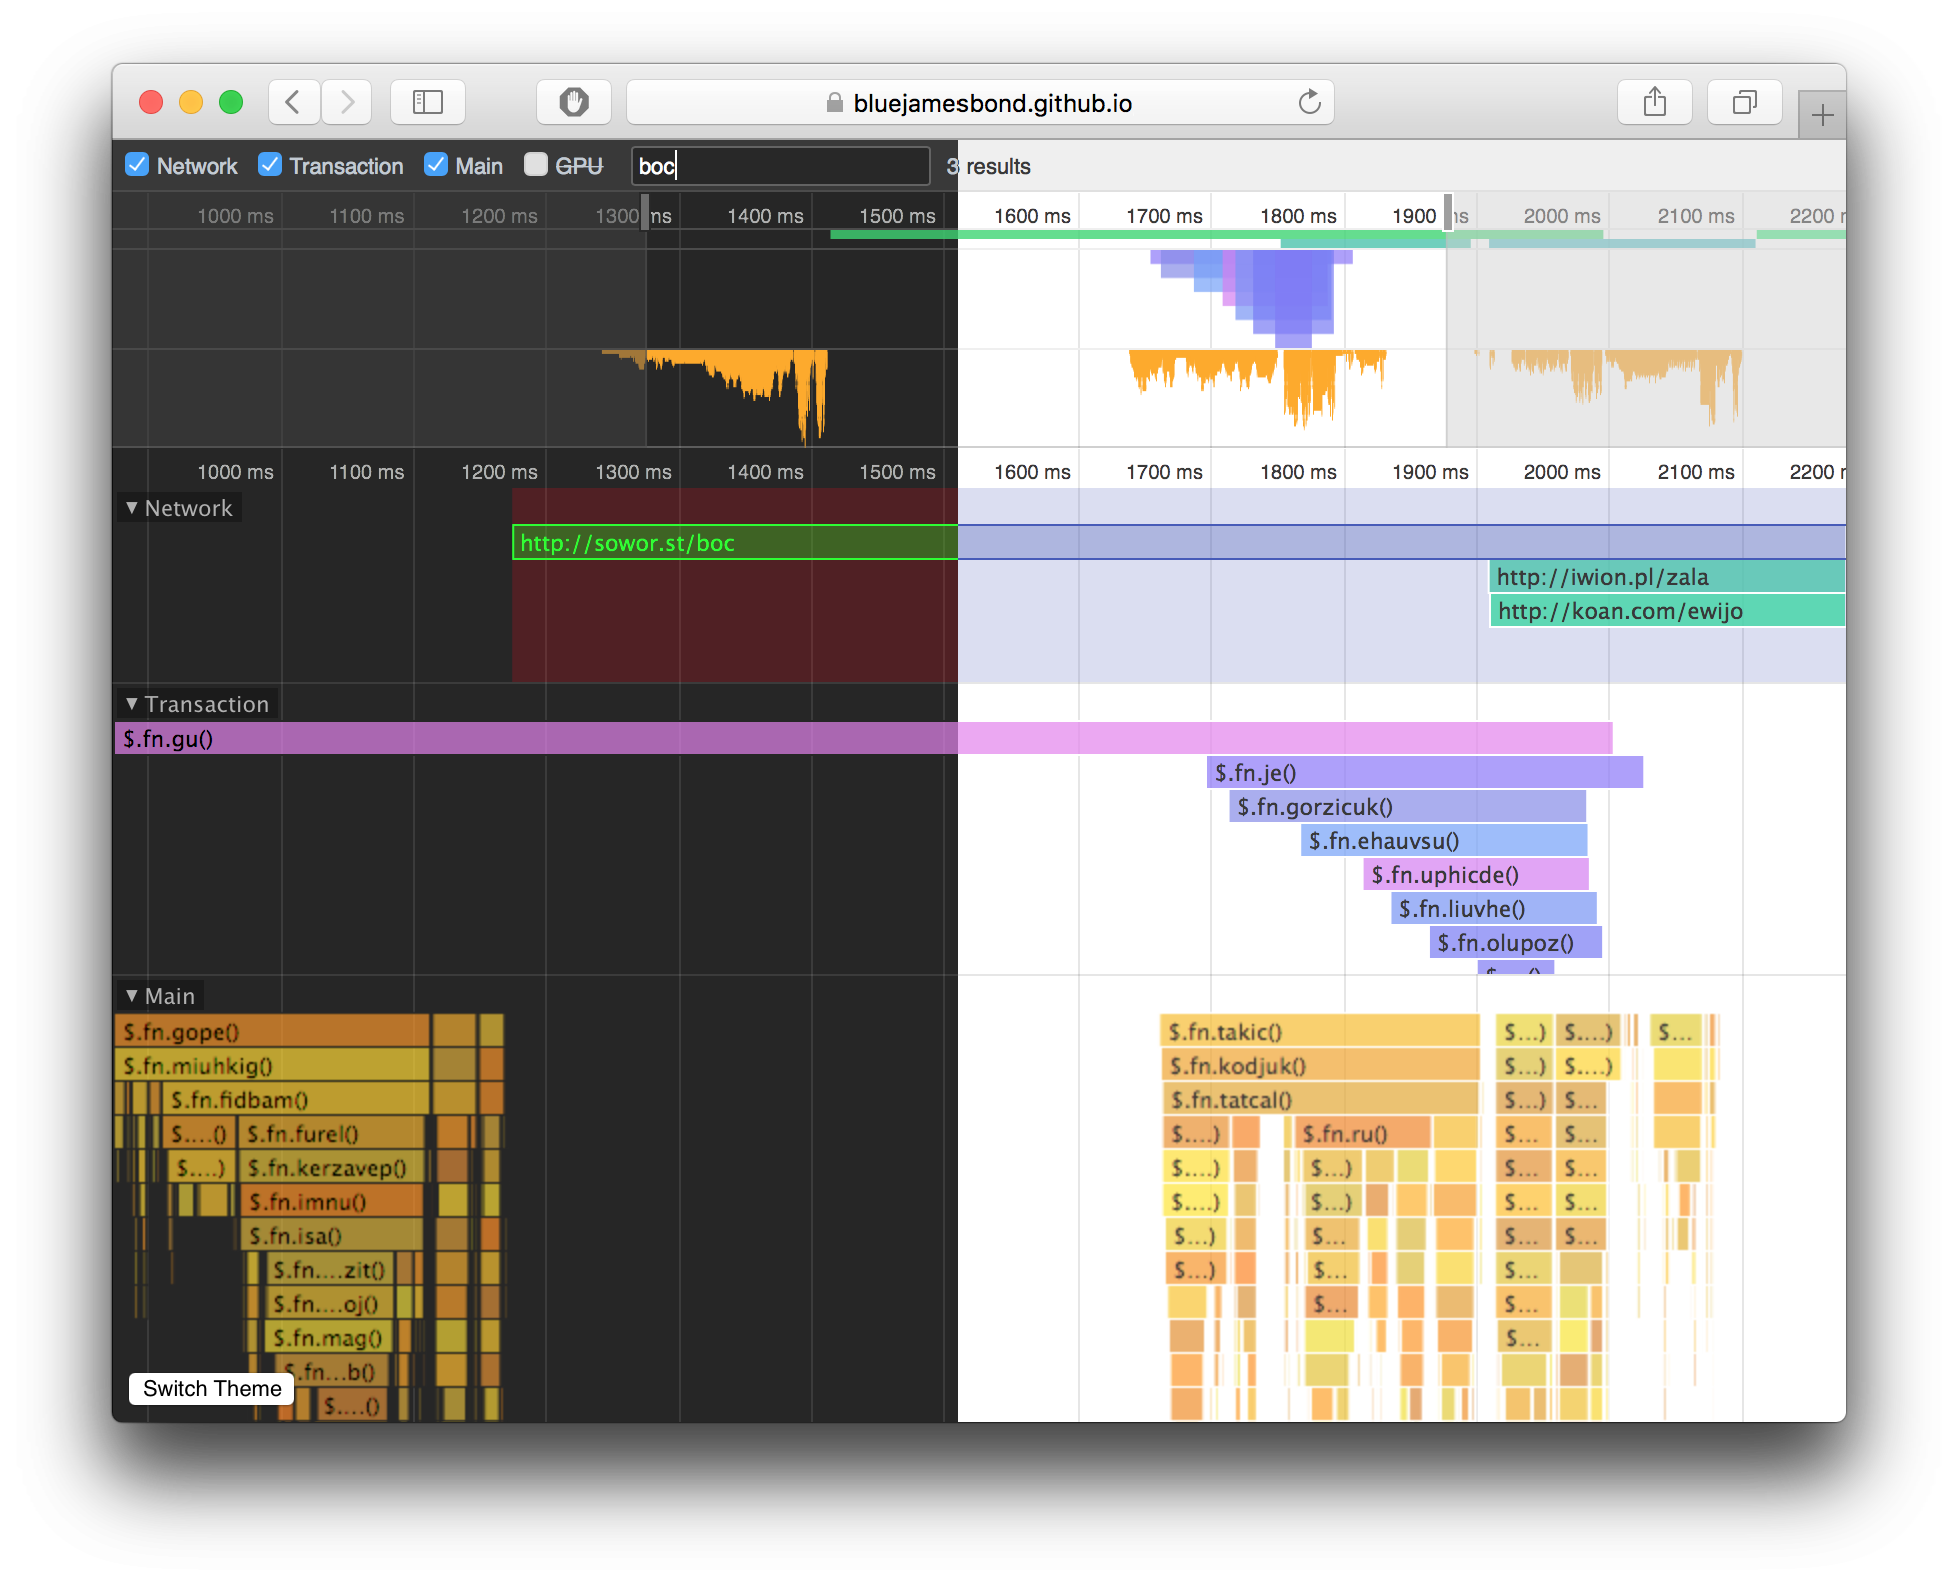 bluejamesbond.github.io
Network Transaction Main GPU boc 3 results
1000 ms 1100 ms 1200 ms 1300 ms 1400 ms 1500 ms 1600 ms 1700 ms 1800 ms 1900 ms 2000 ms 2100 ms 2200
1000 ms 1100 ms 1200 ms 1300 ms 1400 ms 1500 ms 1600 ms 1700 ms 1800 ms 1900 ms 2000 ms 2100 ms 2200
▼ Network
http://sowor.st/boc
http://iwion.pl/zala
http://koan.com/ewijo
▼ Transaction
$.fn.gu()
$.fn.je()
$.fn.gorzicuk()
$.fn.ehauvsu()
$.fn.uphicde()
$.fn.liuvhe()
$.fn.olupoz()
▼ Main
$.fn.gope() $.fn.takic() $...) $....) $...
$.fn.miuhkig() $.fn.kodjuk() $...) $....)
$.fn.fidbam() $.fn.tatcal() $...) $...
$....() $.fn.furel() $....) $.fn.ru() $... $...
$....) $.fn.kerzavep() $....) $...) $... $...
$.fn.imnu() $....) $...) $... $...
$.fn.isa() $...) $... $... $...
$.fn....zit() $...) $... $...
$.fn....oj() $... $...
$.fn.mag() $...
$.fn...b()
Switch Theme
$....()